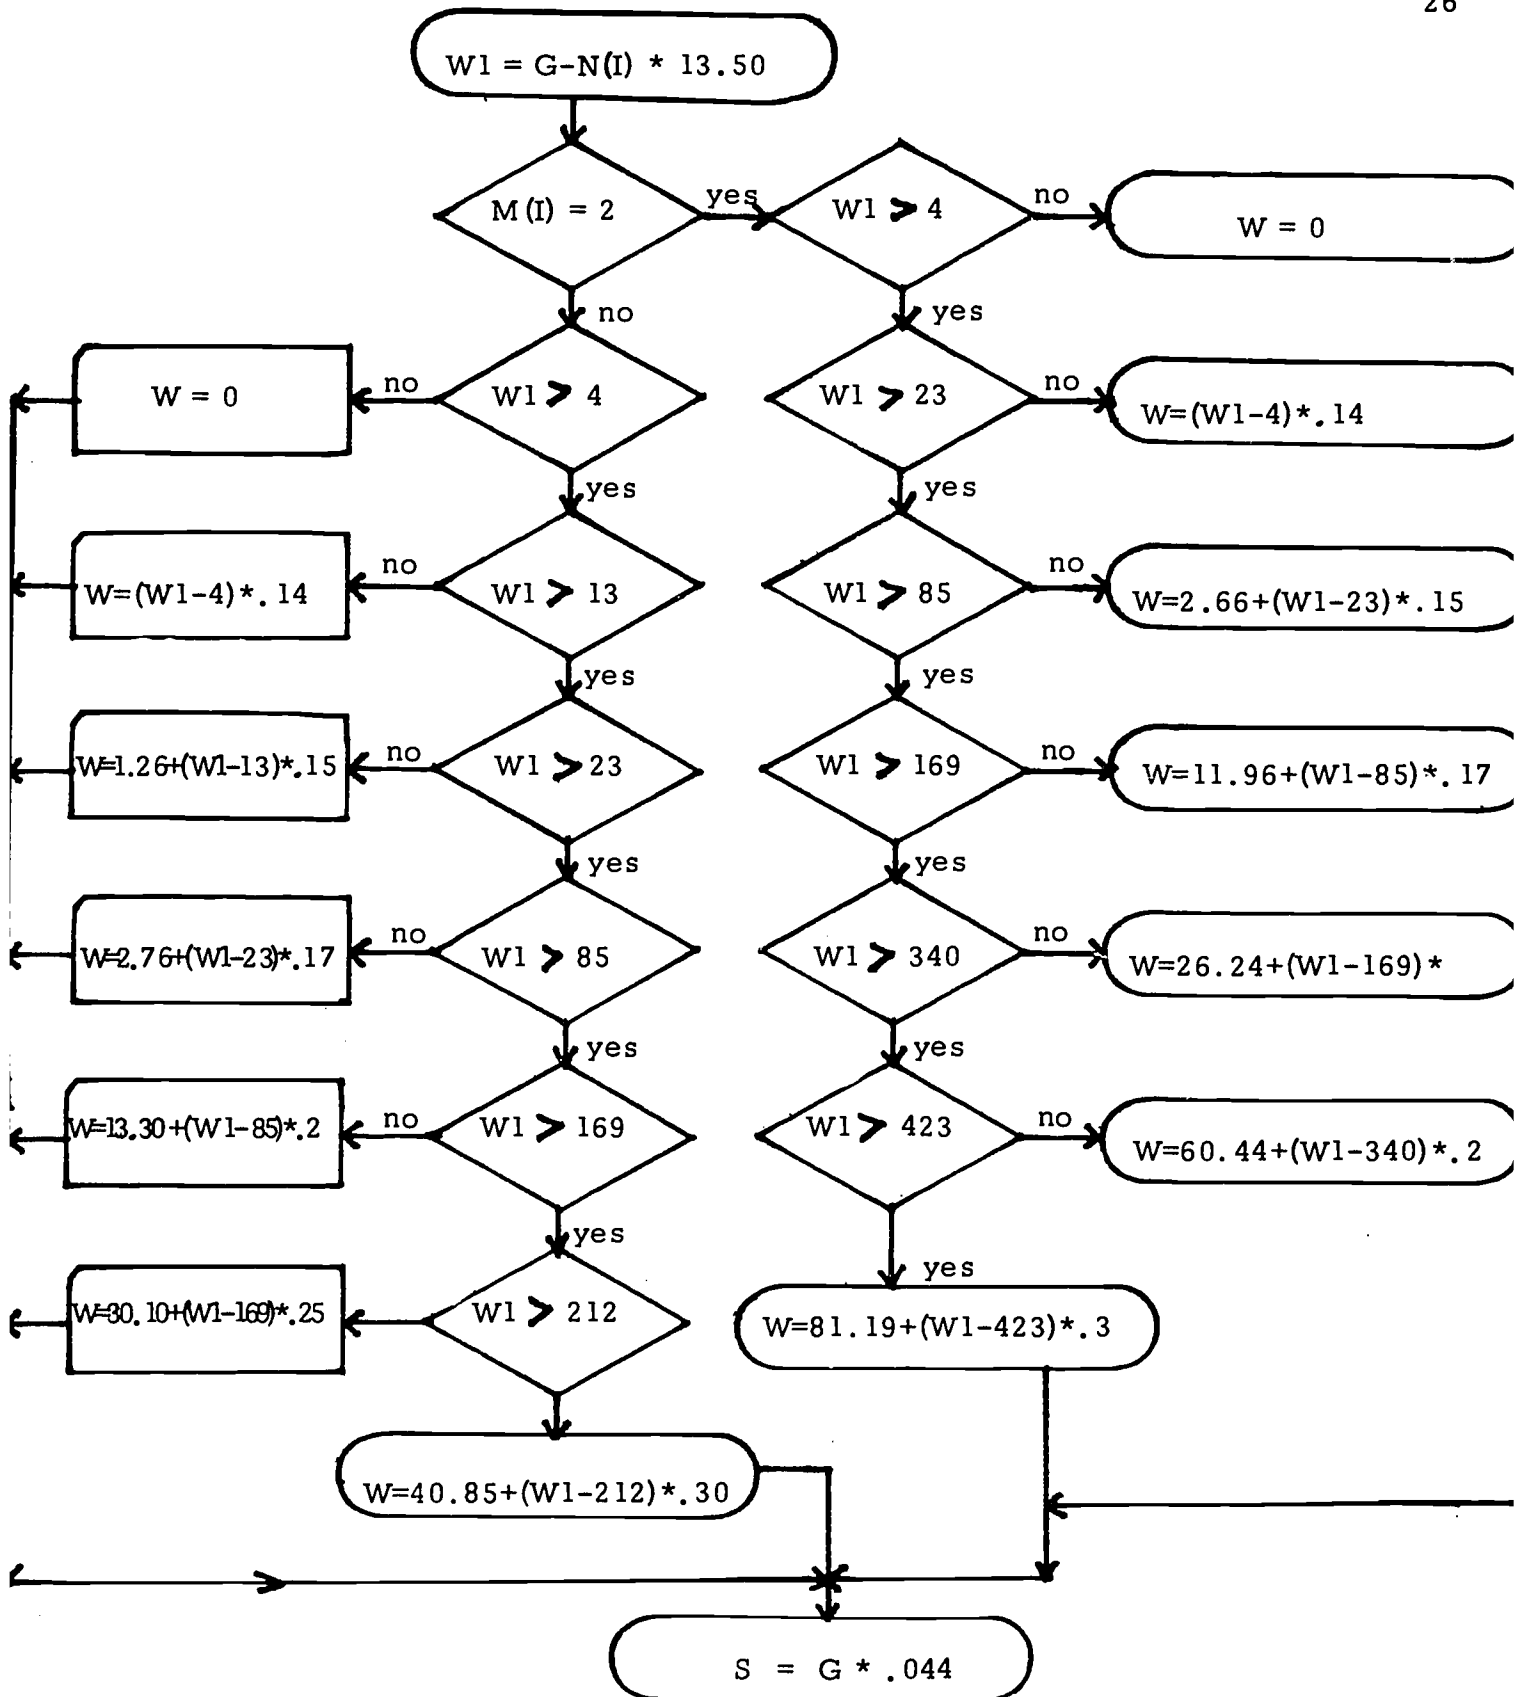 26
W1 = G-N(I) * 13.50
M(I) = 2
yes
W1 > 4
no
W = 0
no
yes
W = 0
no
W1 > 4
W1 > 23
no
W=(W1-4)*.14
yes
yes
W=(W1-4)*.14
no
W1 > 13
W1 > 85
no
W=2.66+(W1-23)*.15
yes
yes
W=1.26+(W1-13)*.15
no
W1 > 23
W1 > 169
no
W=11.96+(W1-85)*.17
yes
yes
W=2.76+(W1-23)*.17
no
W1 > 85
W1 > 340
no
W=26.24+(W1-169)*
yes
yes
W=13.30+(W1-85)*.2
no
W1 > 169
W1 > 423
no
W=60.44+(W1-340)*.2
yes
yes
W=30.10+(W1-169)*.25
W1 > 212
W=81.19+(W1-423)*.3
W=40.85+(W1-212)*.30
S = G * .044